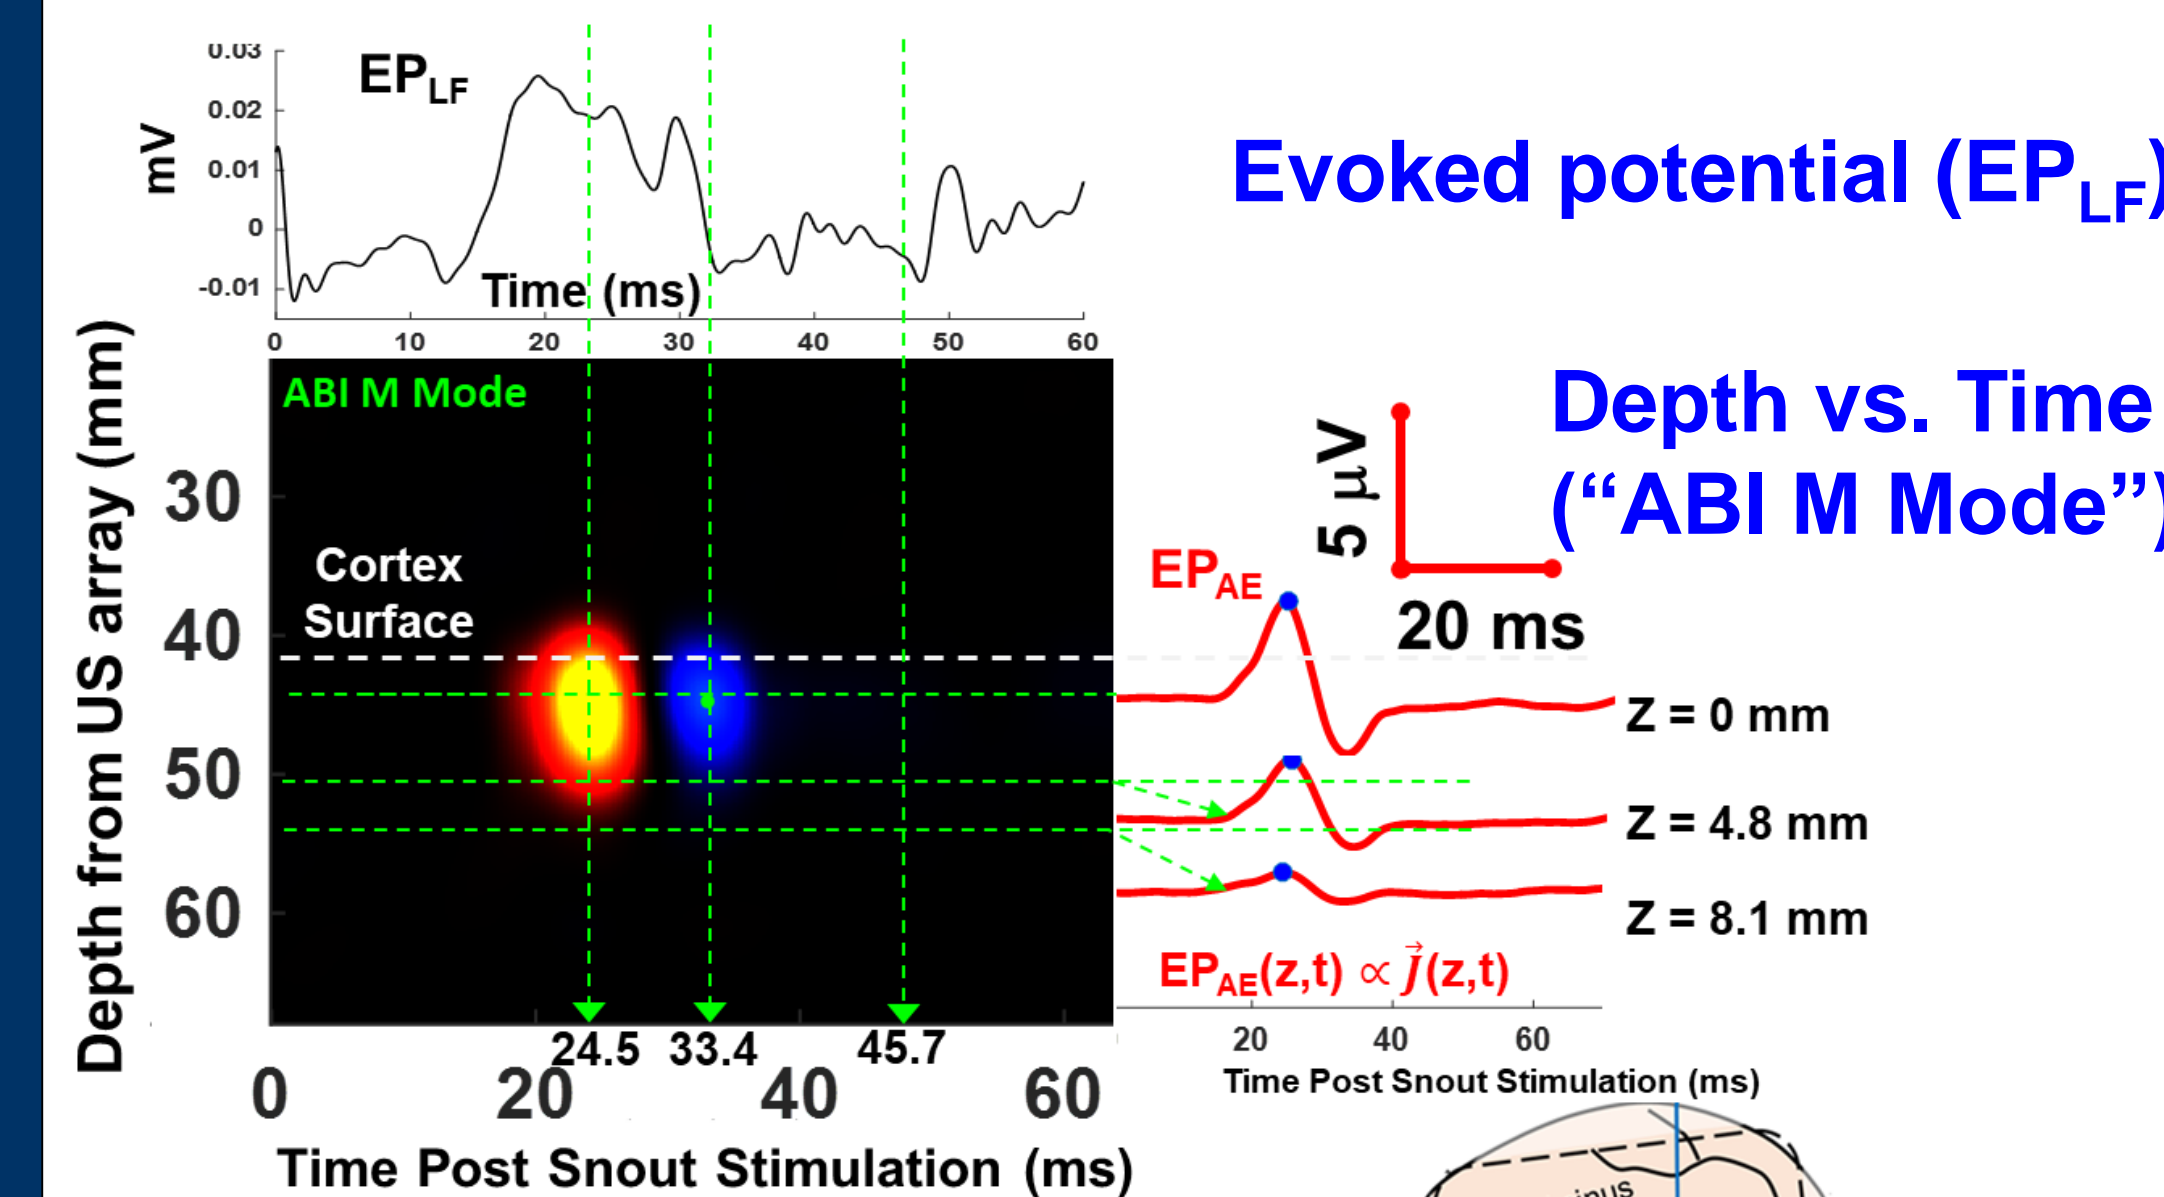 0.03
EPLF
0.02
mV
0.01
0
-0.01
Time (ms)
0 10 20 30 40 50 60
Evoked potential (EPLF)
Depth from US array (mm)
ABI M Mode
30
Cortex
Surface
40
50
60
24.5 33.4 45.7
0 20 40 60
Time Post Snout Stimulation (ms)
Depth vs. Time
(“ABI M Mode”)
5 μV
20 ms
EPAE
Z = 0 mm
Z = 4.8 mm
Z = 8.1 mm
EPAE(z,t) ∝ J⃗(z,t)
20 40 60
Time Post Snout Stimulation (ms)